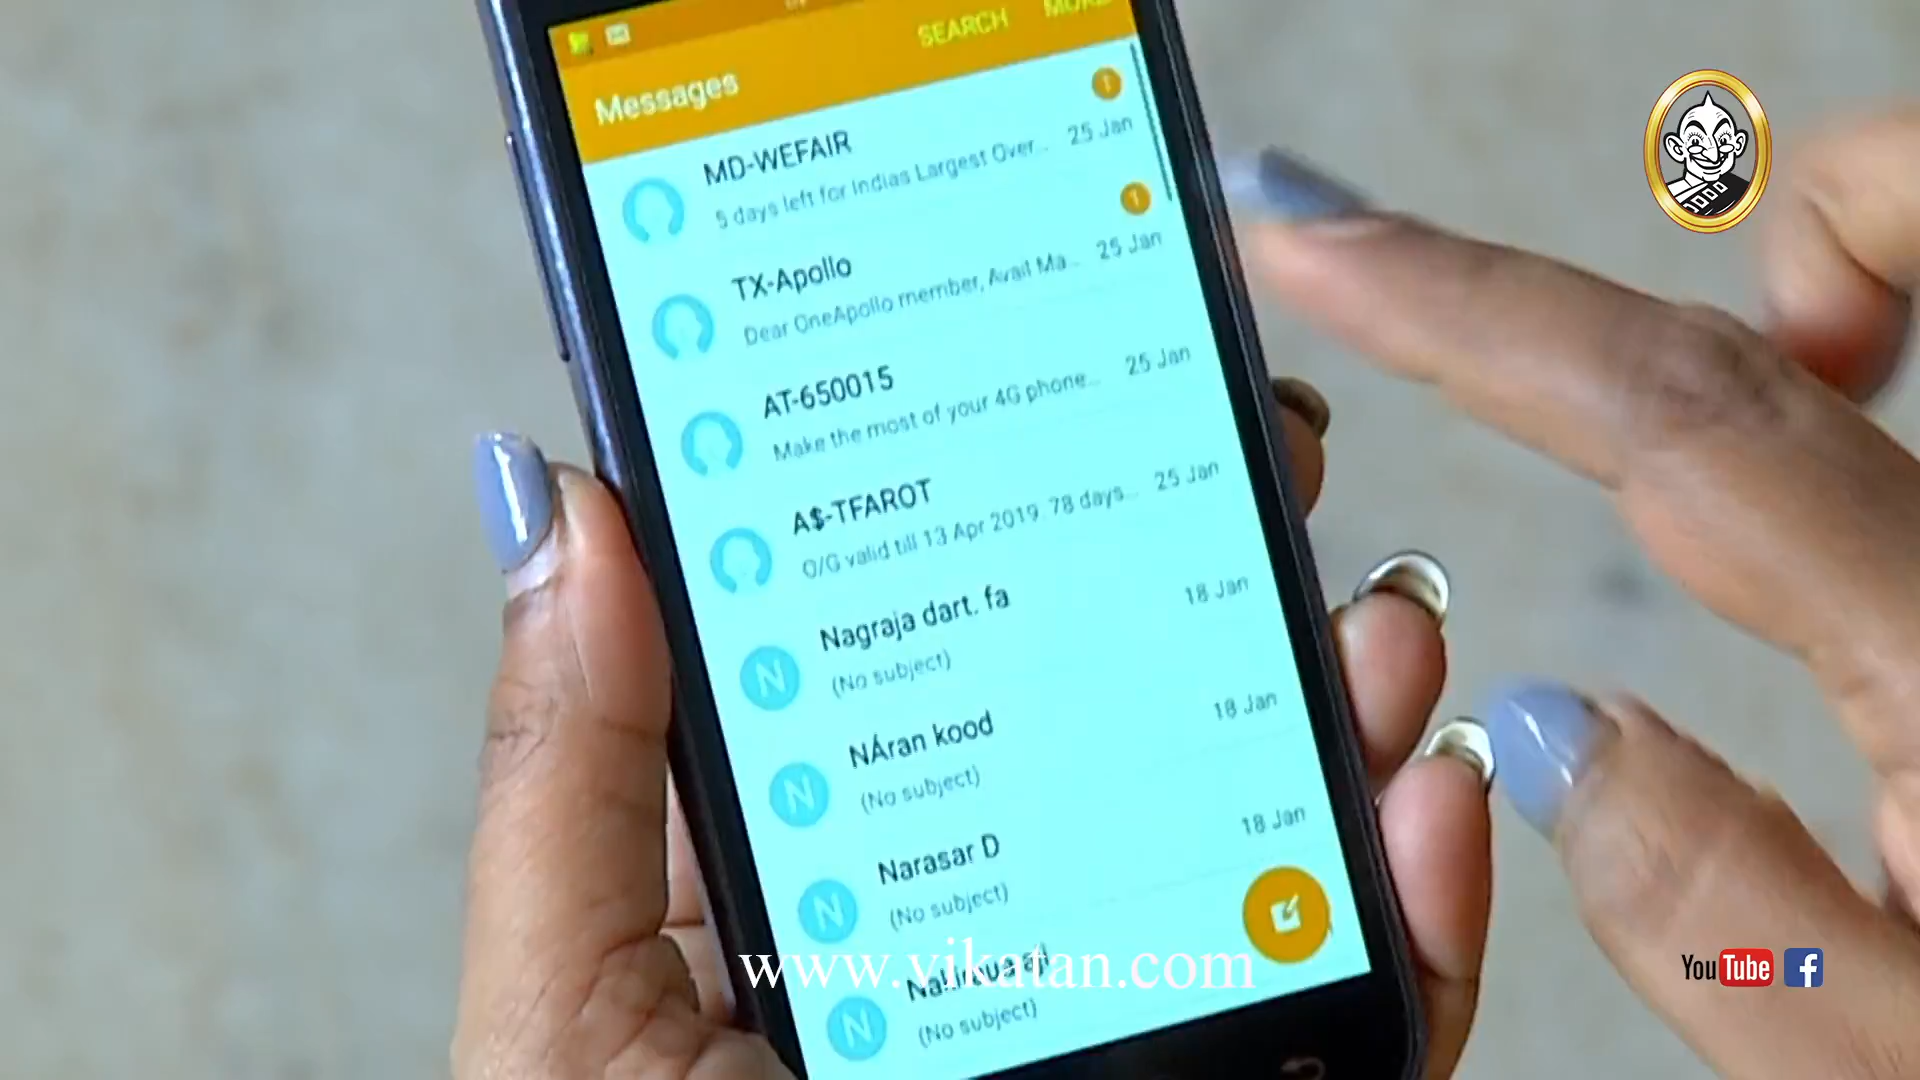 SEARCH
MORE
Messages
1
MD-WEFAIR
5 days left for Indias Largest Over...
25 Jan
1
TX-Apollo
Dear OneApollo member, Avail Ma...
25 Jan
AT-650015
Make the most of your 4G phone...
25 Jan
A$-TFAROT
O/G valid till 13 Apr 2019. 78 days...
25 Jan
N
Nagraja dart. fa
(No subject)
18 Jan
N
NÁran kood
(No subject)
18 Jan
N
Narasar D
(No subject)
18 Jan
N
(No subject)
www.vikatan.com
YouTube f